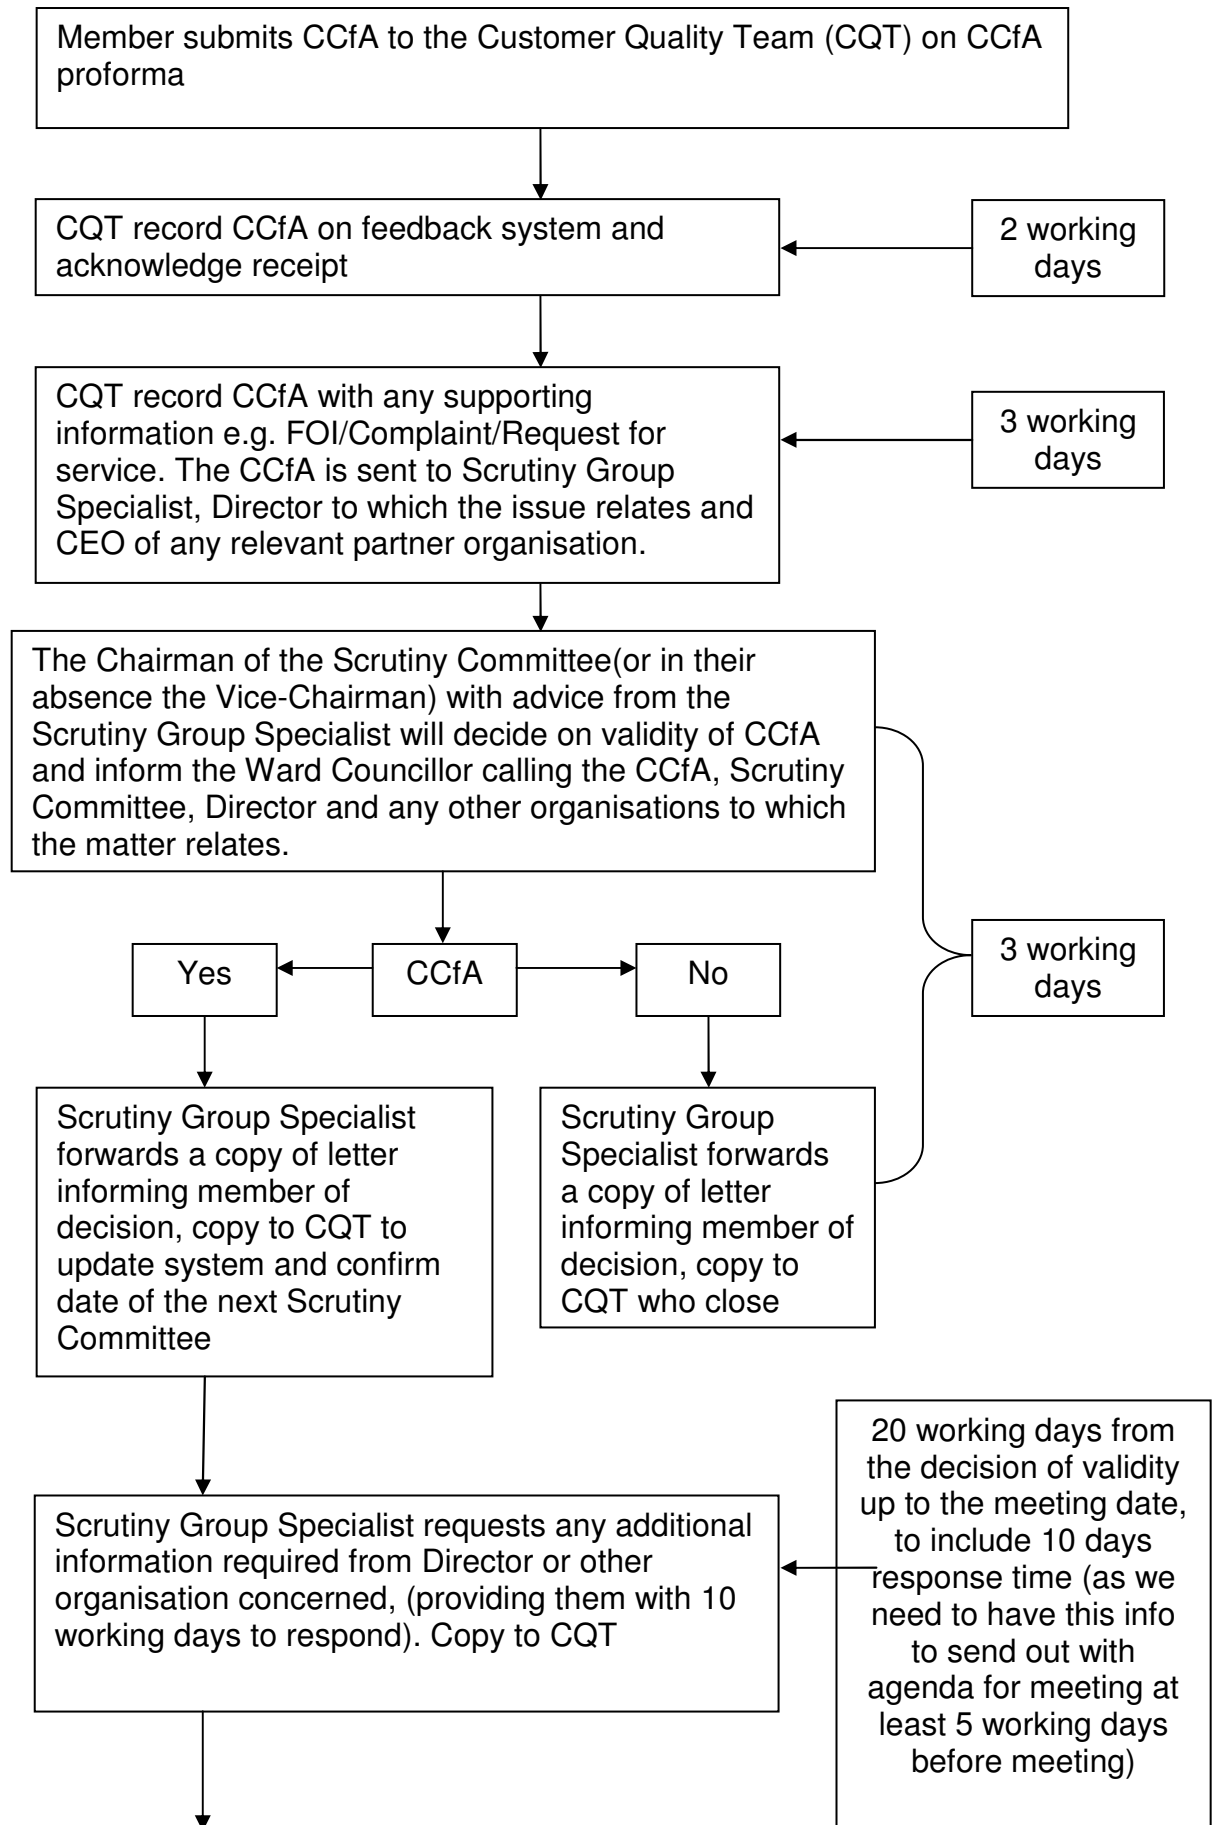 Member submits CCfA to the Customer Quality Team (CQT) on CCfA
proforma
CQT record CCfA on feedback system and
acknowledge receipt
2 working
days
CQT record CCfA with any supporting
information e.g. FOI/Complaint/Request for
service. The CCfA is sent to Scrutiny Group
Specialist, Director to which the issue relates and
CEO of any relevant partner organisation.
3 working
days
The Chairman of the Scrutiny Committee(or in their
absence the Vice-Chairman) with advice from the
Scrutiny Group Specialist will decide on validity of CCfA
and inform the Ward Councillor calling the CCfA, Scrutiny
Committee, Director and any other organisations to which
the matter relates.
Yes
CCfA
No
3 working
days
Scrutiny Group Specialist
forwards a copy of letter
informing member of
decision, copy to CQT to
update system and confirm
date of the next Scrutiny
Committee
Scrutiny Group
Specialist forwards
a copy of letter
informing member of
decision, copy to
CQT who close
Scrutiny Group Specialist requests any additional
information required from Director or other
organisation concerned, (providing them with 10
working days to respond). Copy to CQT
20 working days from
the decision of validity
up to the meeting date,
to include 10 days
response time (as we
need to have this info
to send out with
agenda for meeting at
least 5 working days
before meeting)